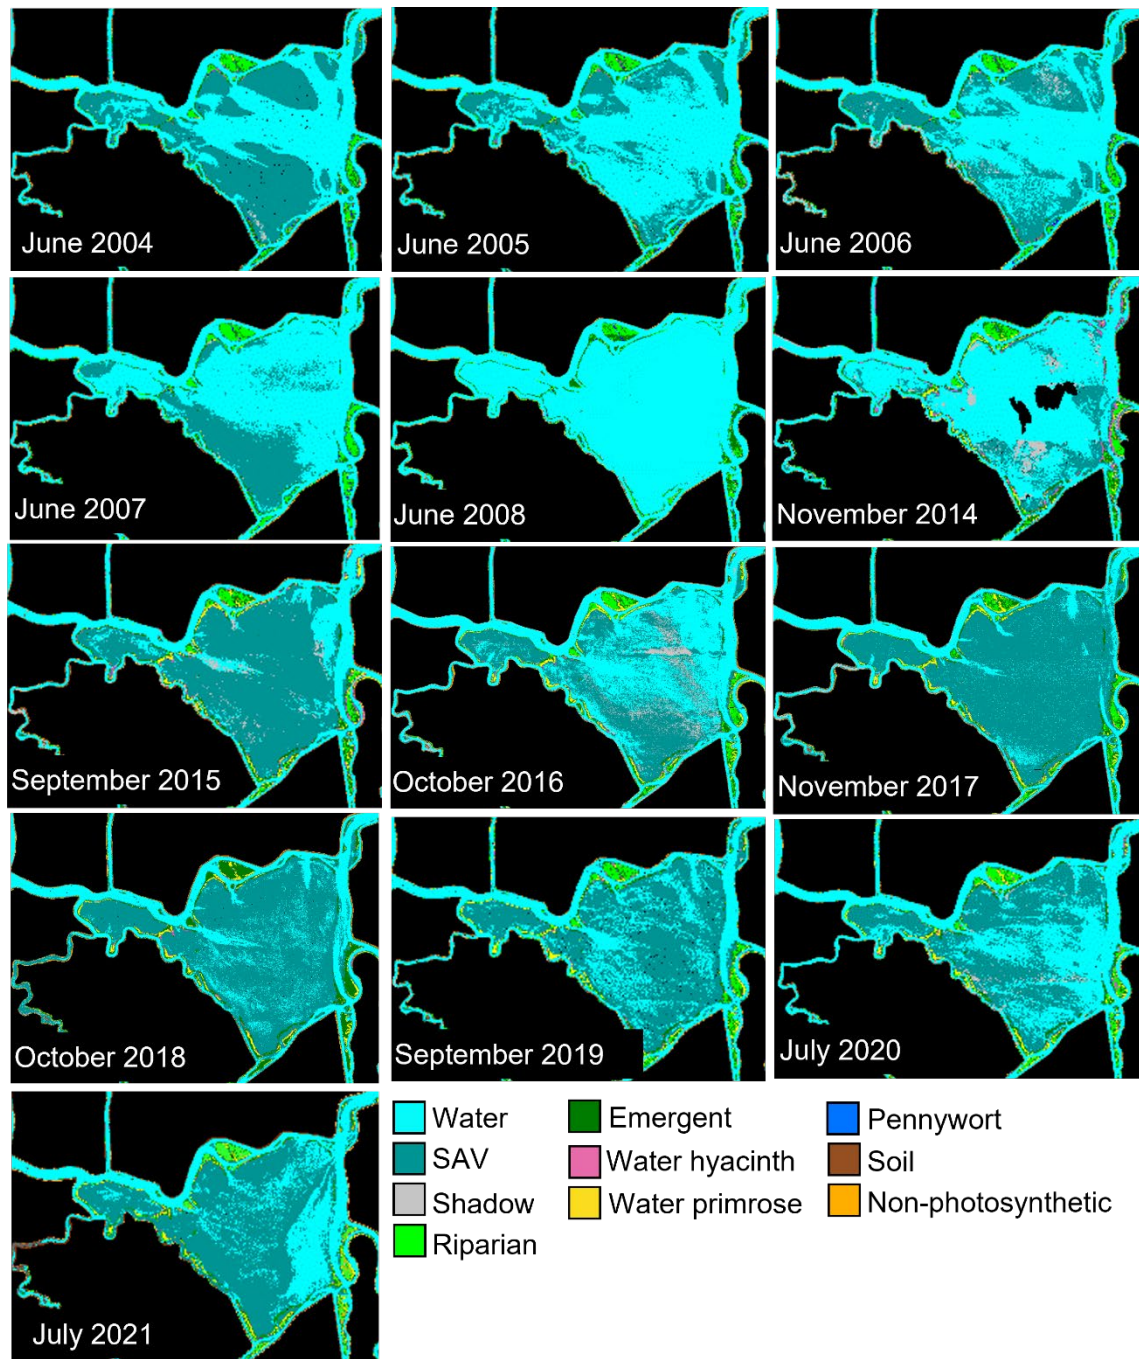 June 2004
June 2005
June 2006
June 2007
June 2008
November 2014
September 2015
October 2016
November 2017
October 2018
September 2019
July 2020
July 2021
Water
SAV
Shadow
Riparian
Emergent
Water hyacinth
Water primrose
Pennywort
Soil
Non-photosynthetic